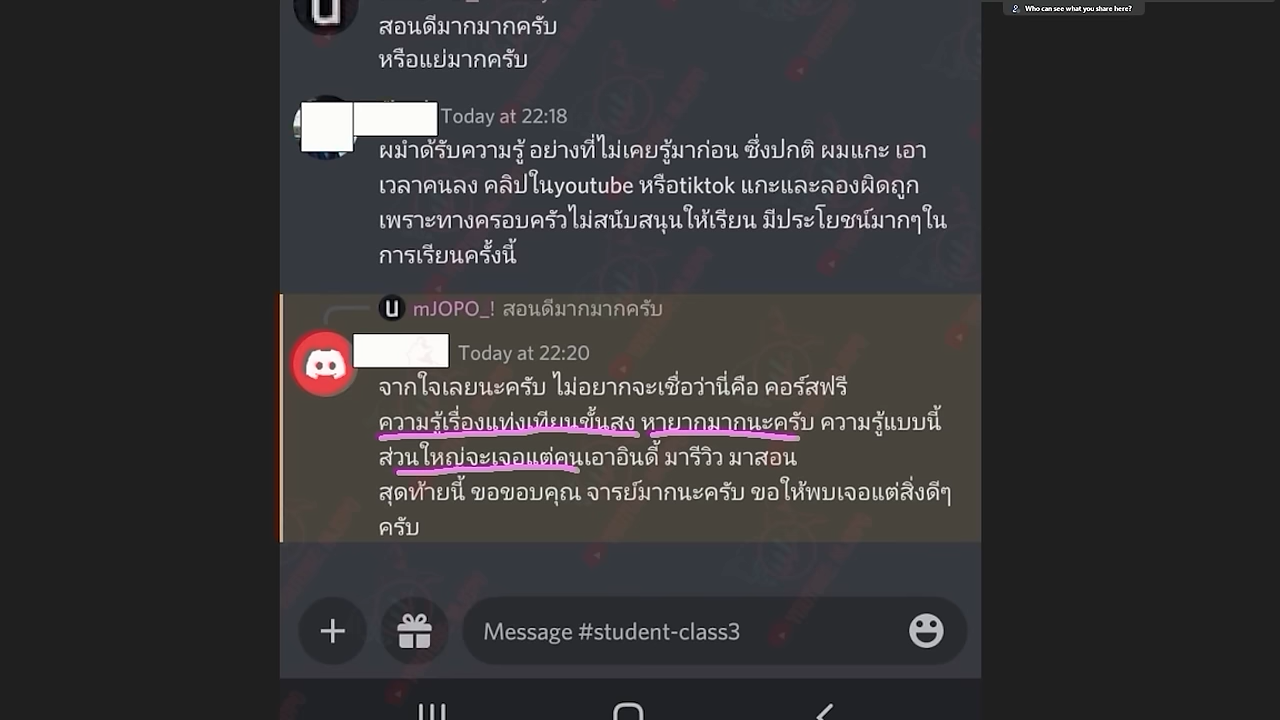 Who can see what you share here?
สอนดีมากมากครับ
หรือแย่มากครับ
Today at 22:18
ผมำด้รับความรู้ อย่างที่ไม่เคยรู้มาก่อน ซึ่งปกติ ผมแกะ เอา
เวลาคนลง คลิปในyoutube หรือtiktok แกะและลองผิดถูก
เพราะทางครอบครัวไม่สนับสนุนให้เรียน มีประโยชน์มากๆใน
การเรียนครั้งนี้
mJOPO_! สอนดีมากมากครับ
Today at 22:20
จากใจเลยนะครับ ไม่อยากจะเชื่อว่านี่คือ คอร์สฟรี
ความรู้เรื่องแท่งเทียนขั้นสูง หายากมากนะครับ ความรู้แบบนี้
ส่วนใหญ่จะเจอแต่คนเอาอินดี้ มารีวิว มาสอน
สุดท้ายนี้ ขอขอบคุณ จารย์มากนะครับ ขอให้พบเจอแต่สิ่งดีๆ
ครับ
Message #student-class3